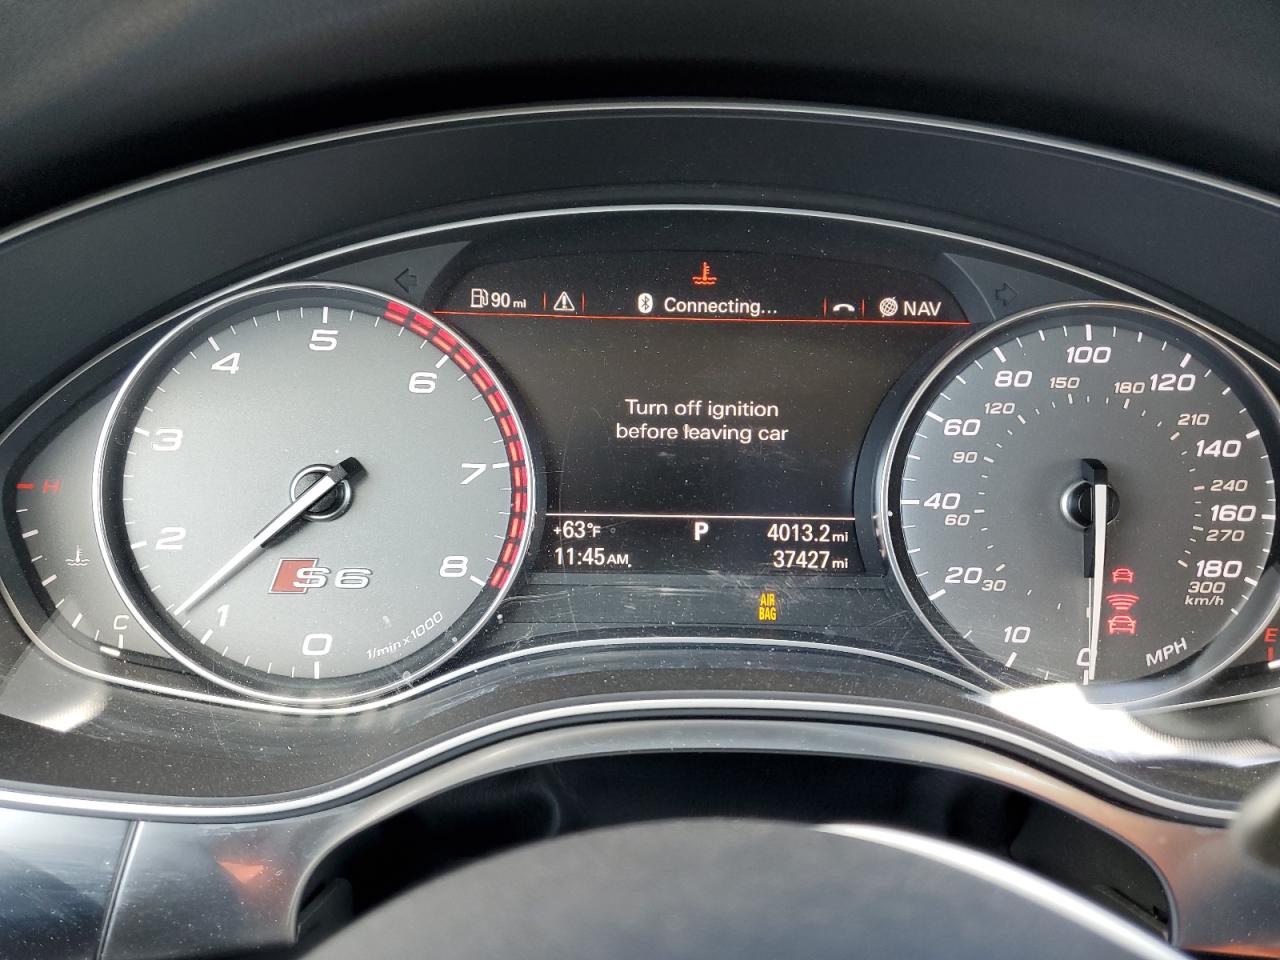 90 mi
Connecting...
NAV
Turn off ignition
before leaving car
+63°F
P
4013.2 mi
11:45 AM
37427 mi
AIR
BAG
H
C
0
1
2
3
4
5
6
7
8
S6
1/min x 1000
0
10
20
40
60
80
100
120
140
160
180
MPH
30
60
90
120
150
180
210
240
270
300
km/h
E